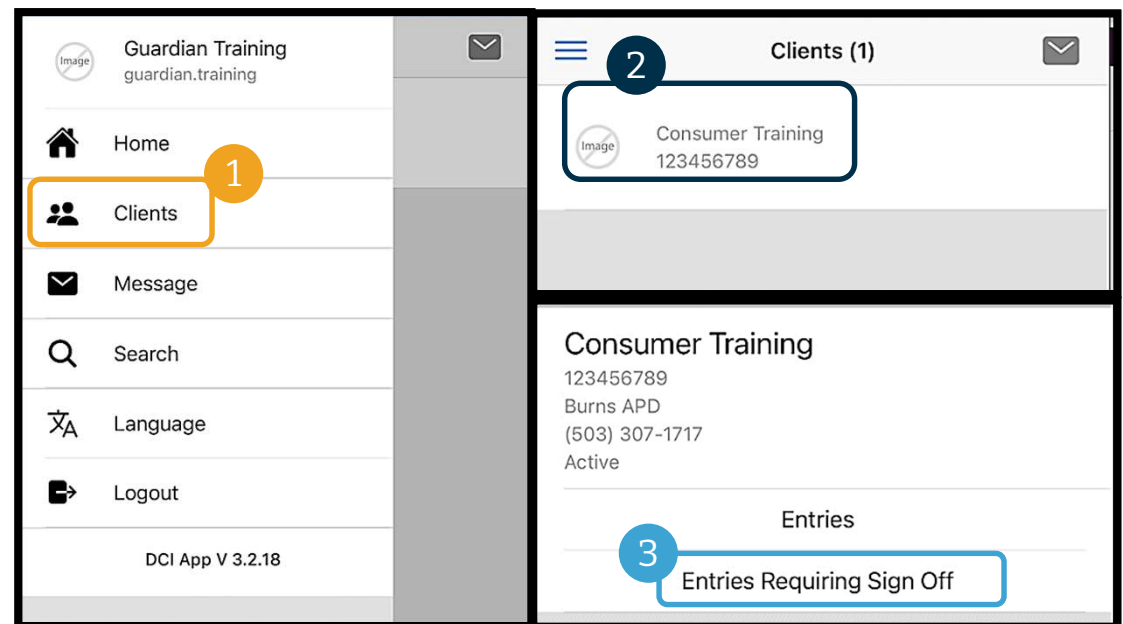 Image
Guardian Training
guardian.training
Home
1
Clients
Message
Search
Language
Logout
DCI App V 3.2.18
2
Clients (1)
Image
Consumer Training
123456789
Consumer Training
123456789
Burns APD
(503) 307-1717
Active
Entries
3
Entries Requiring Sign Off